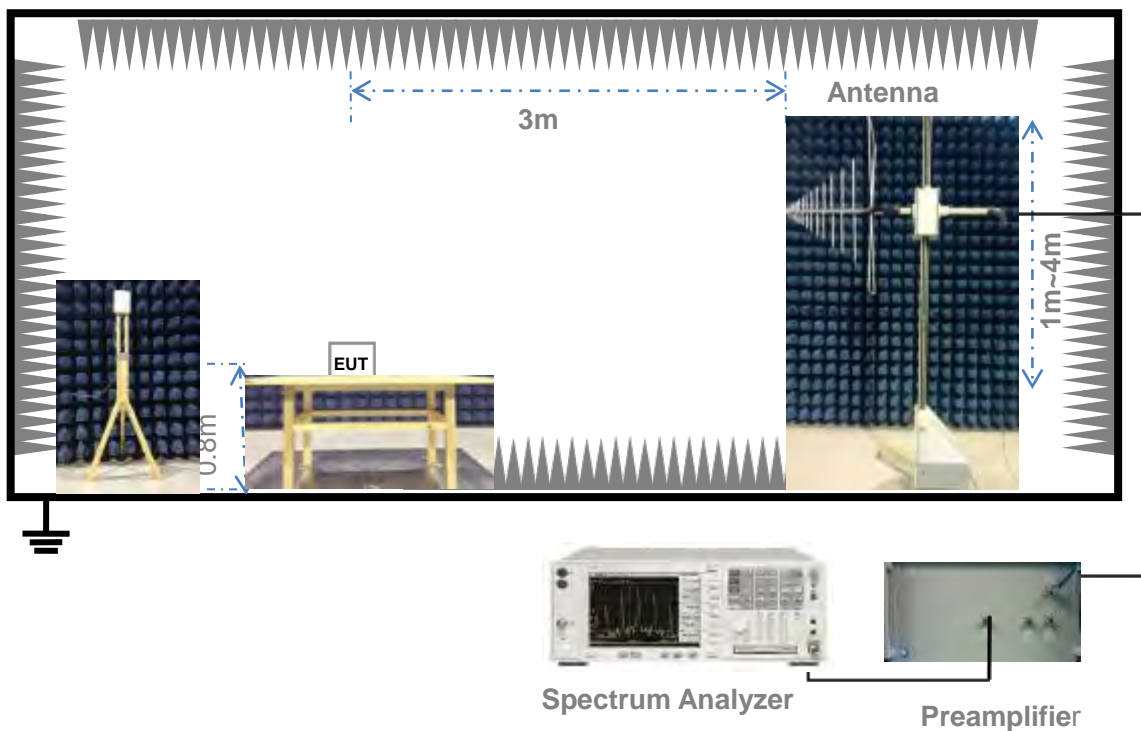 Antenna
3m
1m~4m
EUT
0.8m
Spectrum Analyzer
Preamplifier